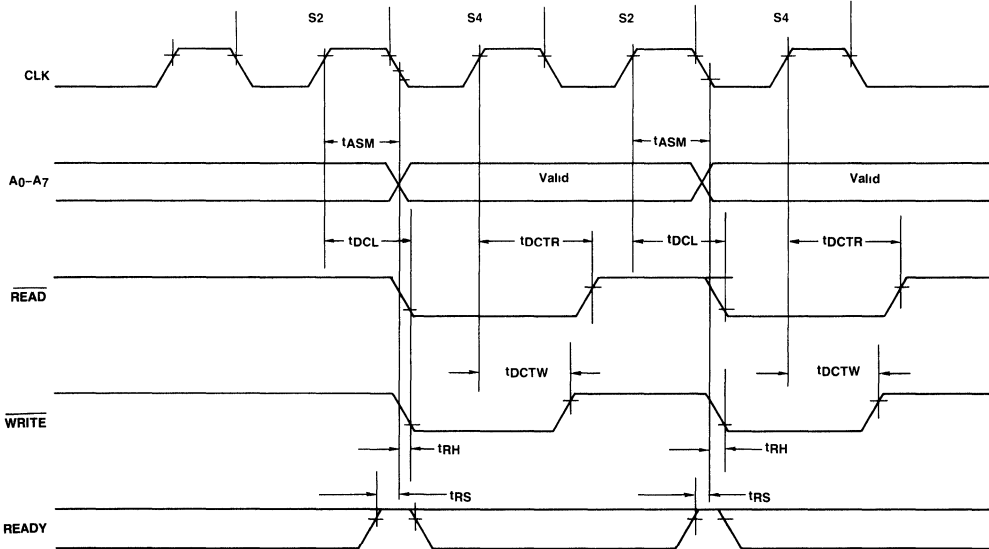 S2 S4 S2 S4
CLK
tASM tASM
A0–A7 Valid Valid
tDCL tDCTR tDCL tDCTR
READ
tDCTW tDCTW
WRITE
tRH tRH
tRS tRS
READY